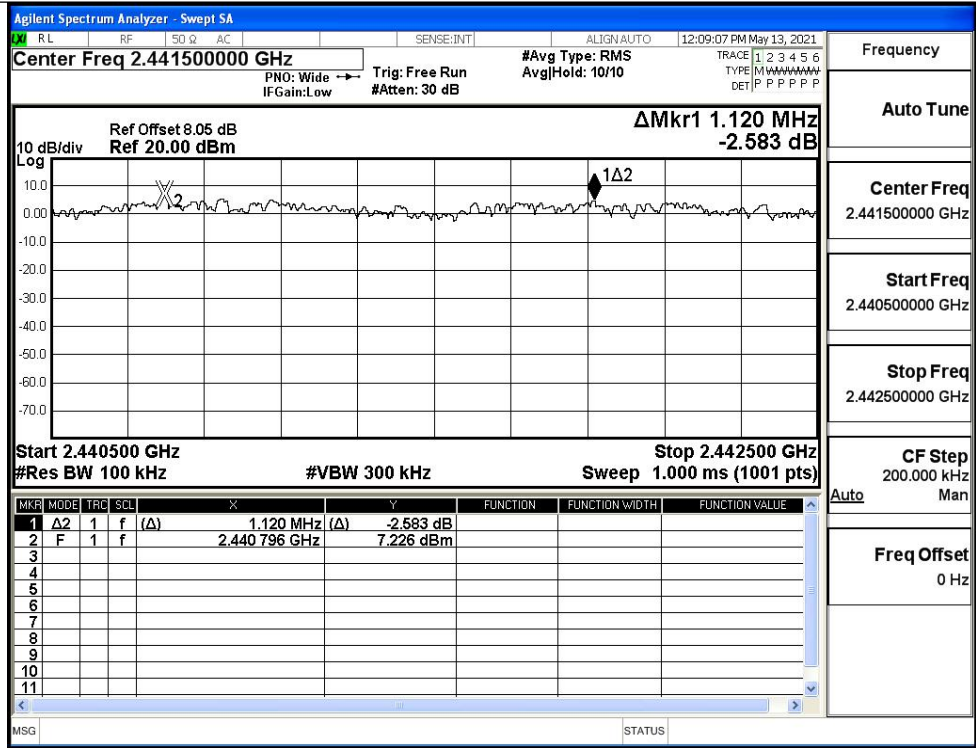 Agilent Spectrum Analyzer - Swept SA
LXI RL RF 50 Ω AC SENSE:INT ALIGNAUTO 12:09:07 PM May 13, 2021
Center Freq 2.441500000 GHz
PNO: Wide
IFGain:Low
Trig: Free Run
#Atten: 30 dB
#Avg Type: RMS
Avg|Hold: 10/10
TRACE 1 2 3 4 5 6
TYPE MWWWWW
DET P P P P P P
Frequency
Auto Tune
Center Freq
2.441500000 GHz
Start Freq
2.440500000 GHz
Stop Freq
2.442500000 GHz
CF Step
200.000 kHz
Auto Man
Freq Offset
0 Hz
ΔMkr1 1.120 MHz
-2.583 dB
Ref Offset 8.05 dB
10 dB/div Ref 20.00 dBm
Log
10.0
0.00
-10.0
-20.0
-30.0
-40.0
-50.0
-60.0
-70.0
2
1Δ2
Start 2.440500 GHz Stop 2.442500 GHz
#Res BW 100 kHz #VBW 300 kHz Sweep 1.000 ms (1001 pts)
MKR MODE TRC SCL X Y FUNCTION FUNCTION WIDTH FUNCTION VALUE
1 Δ2 1 f (Δ) 1.120 MHz (Δ) -2.583 dB
2 F 1 f 2.440 796 GHz 7.226 dBm
3
4
5
6
7
8
9
10
11
MSG STATUS